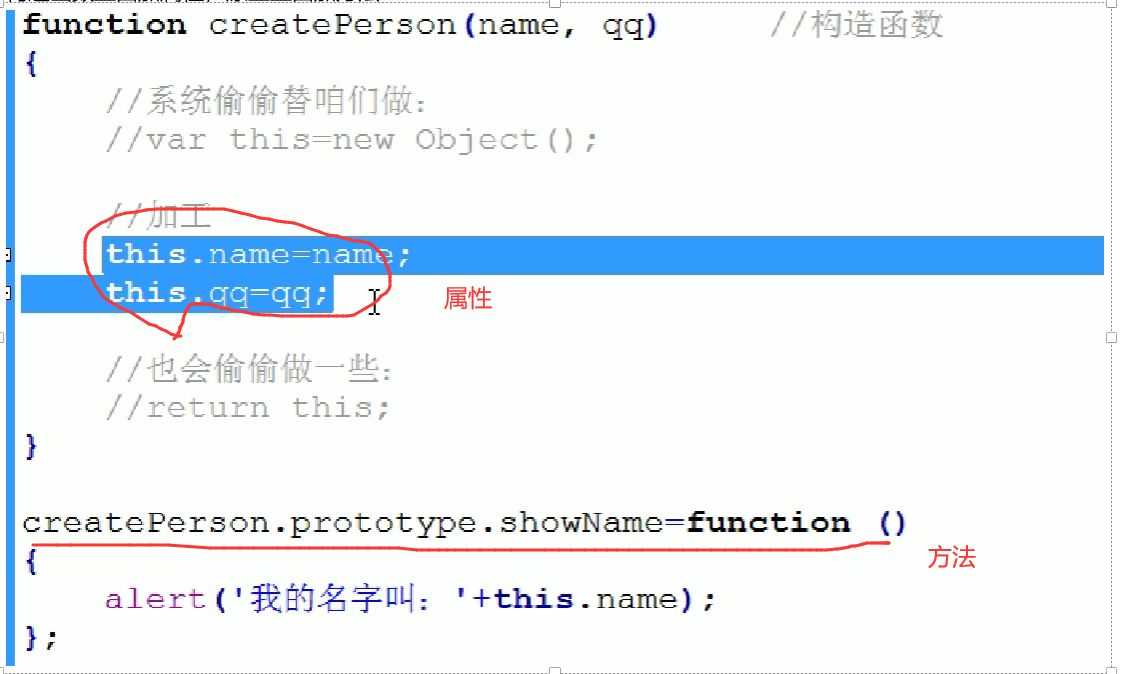 function createPerson(name, qq) //构造函数
{
//系统偷偷替咱们做：
//var this=new Object();
//加工
this.name=name;
this.qq=qq;
属性
//也会偷偷做一些：
//return this;
}
createPerson.prototype.showName=function ()
{
方法
alert('我的名字叫：'+this.name);
};